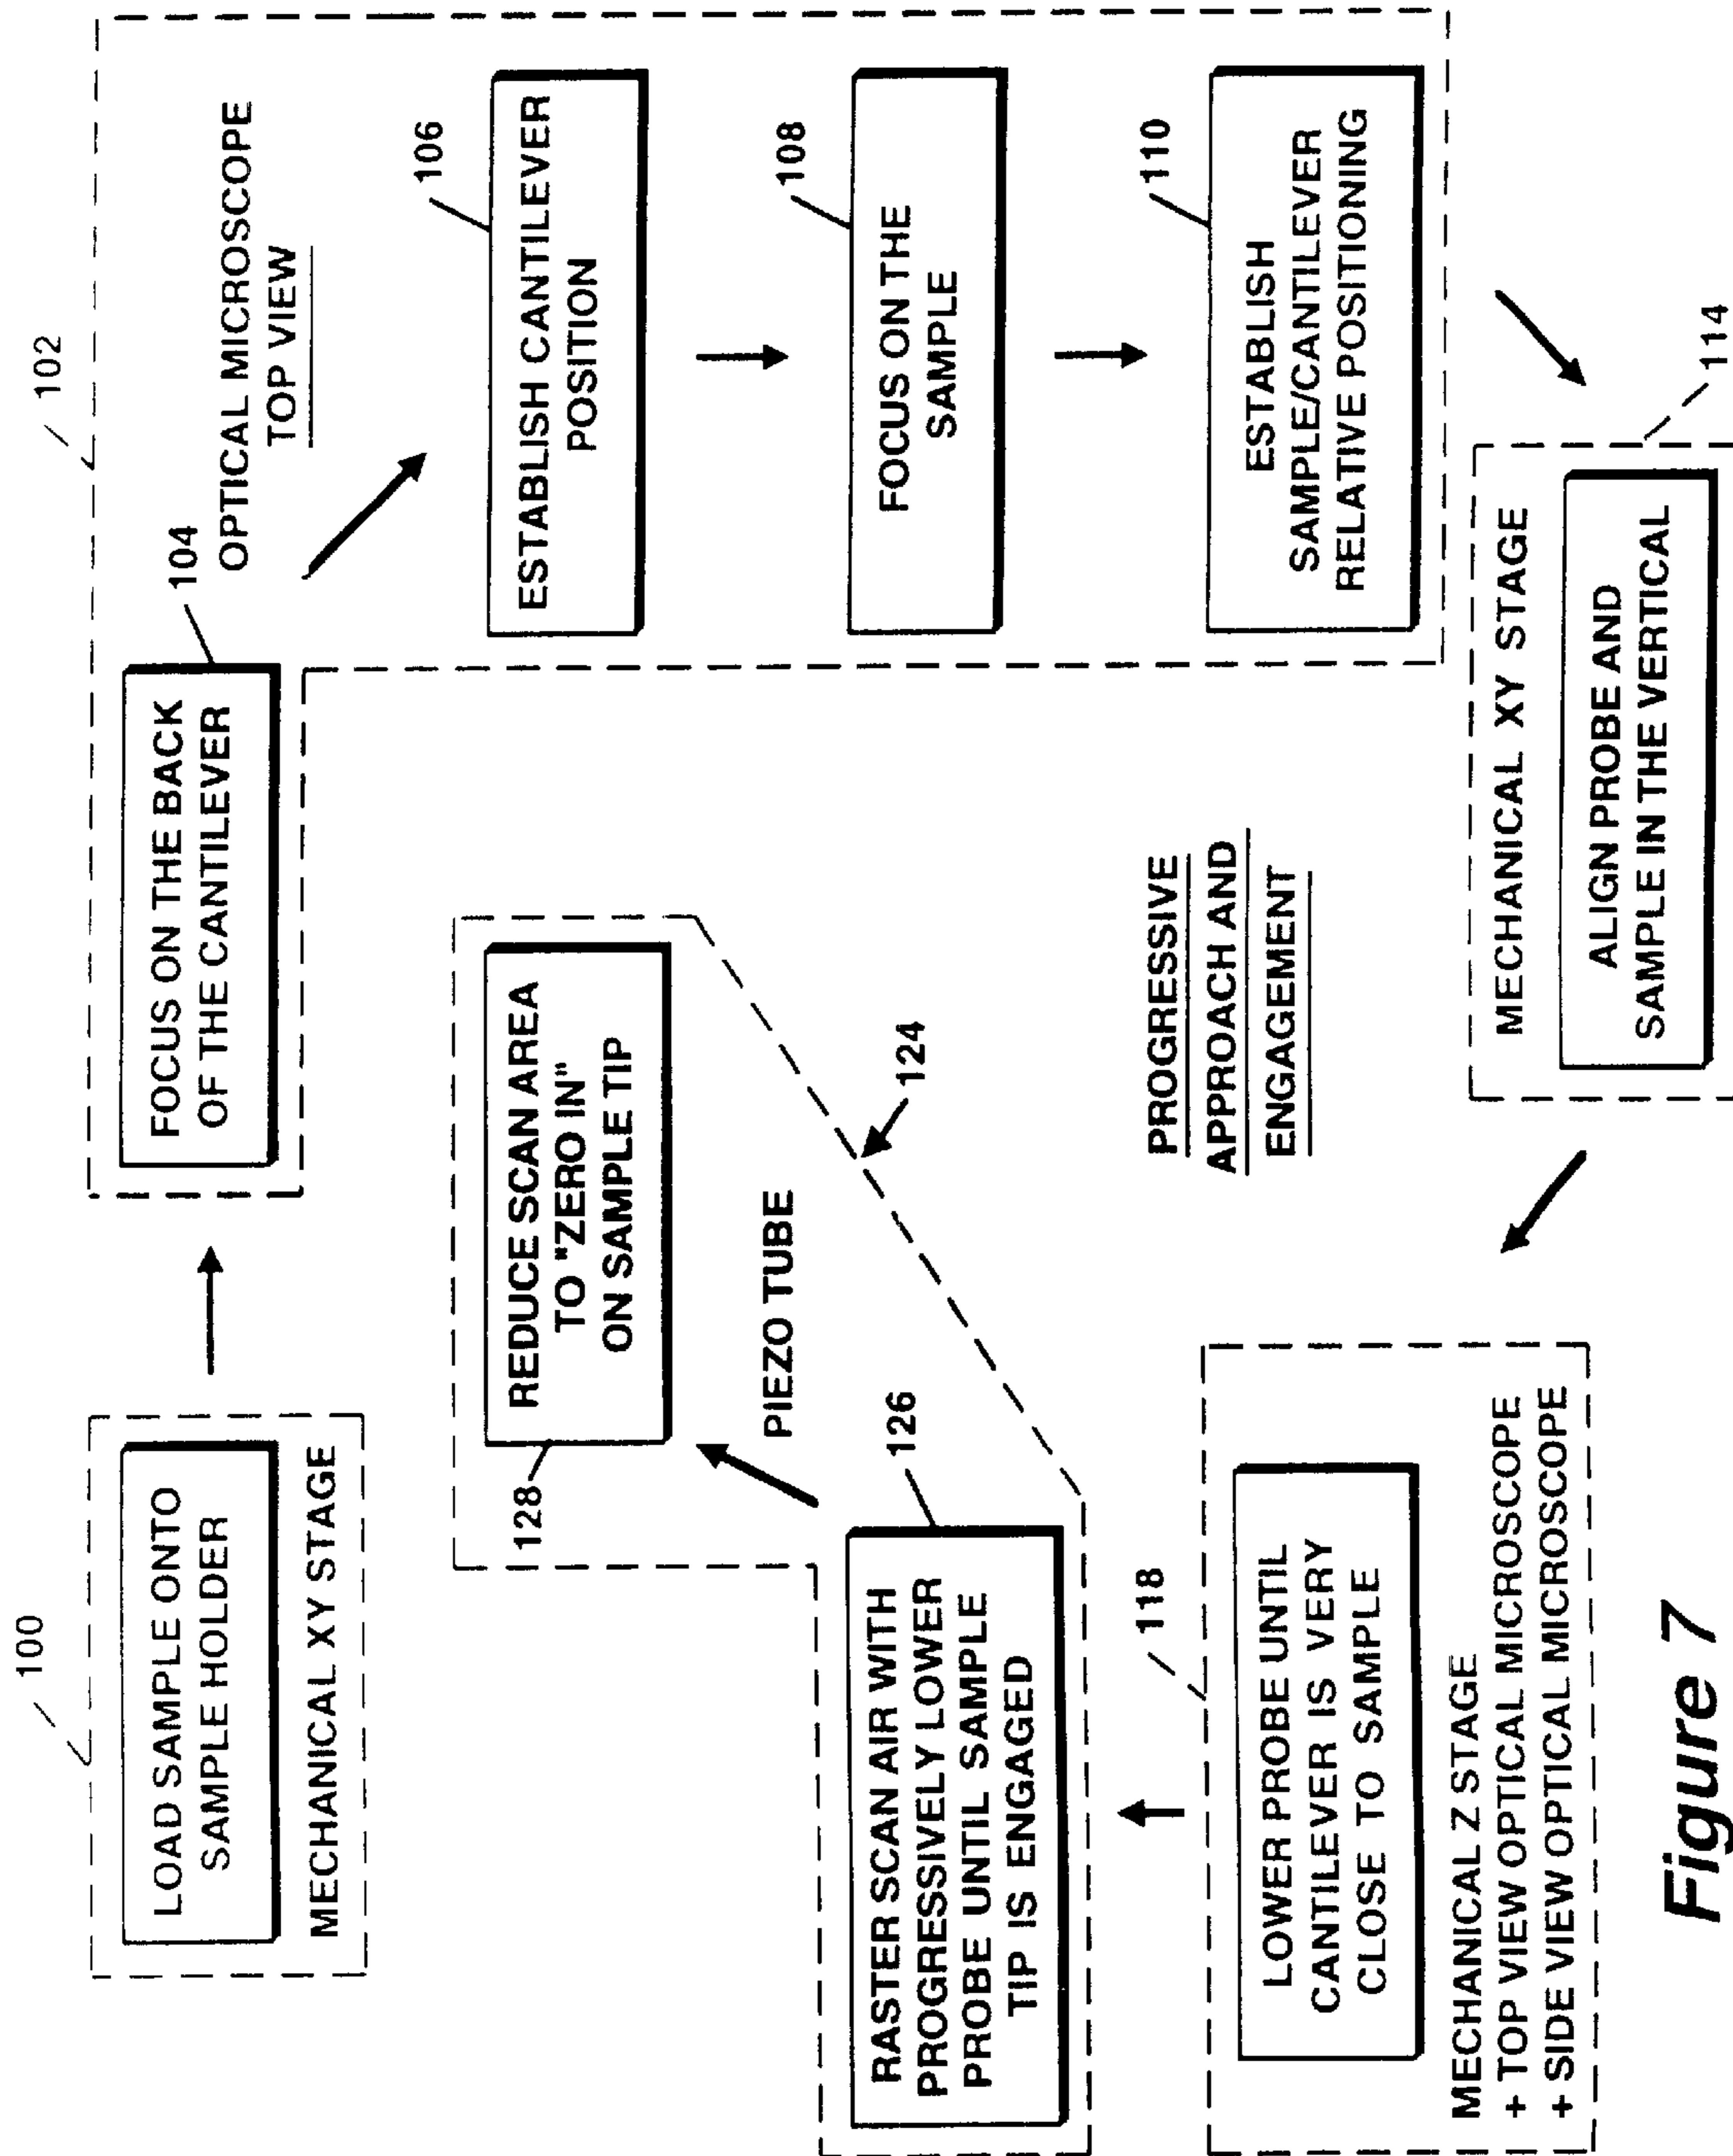 100
LOAD SAMPLE ONTO
SAMPLE HOLDER
MECHANICAL XY STAGE
102
104
FOCUS ON THE BACK
OF THE CANTILEVER
OPTICAL MICROSCOPE
TOP VIEW
106
ESTABLISH CANTILEVER
POSITION
108
FOCUS ON THE
SAMPLE
110
ESTABLISH
SAMPLE/CANTILEVER
RELATIVE POSITIONING
114
MECHANICAL XY STAGE
ALIGN PROBE AND
SAMPLE IN THE VERTICAL
PROGRESSIVE
APPROACH AND
ENGAGEMENT
118
LOWER PROBE UNTIL
CANTILEVER IS VERY
CLOSE TO SAMPLE
MECHANICAL Z STAGE
+ TOP VIEW OPTICAL MICROSCOPE
+ SIDE VIEW OPTICAL MICROSCOPE
124
126
RASTER SCAN AIR WITH
PROGRESSIVELY LOWER
PROBE UNTIL SAMPLE
TIP IS ENGAGED
PIEZO TUBE
128
REDUCE SCAN AREA
TO "ZERO IN"
ON SAMPLE TIP
Figure 7